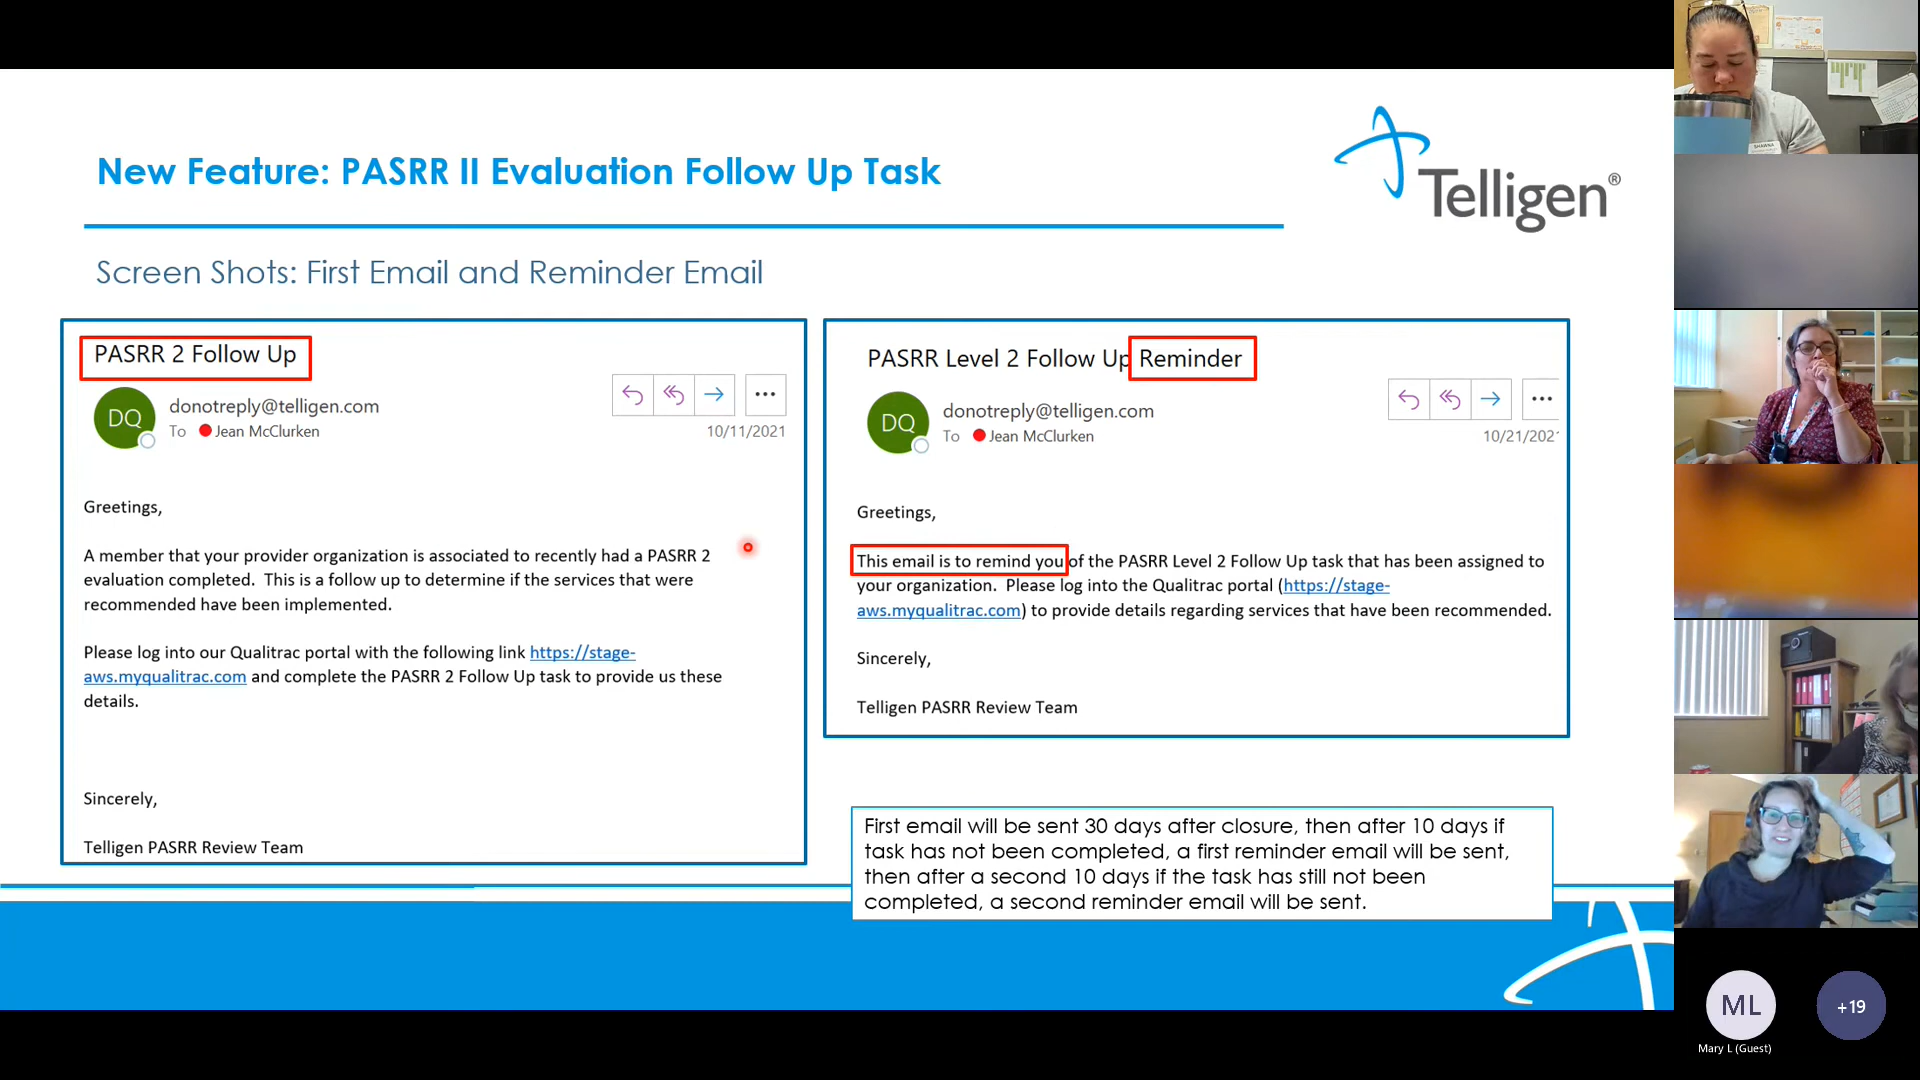 New Feature: PASRR II Evaluation Follow Up Task
Telligen®
Screen Shots: First Email and Reminder Email
PASRR 2 Follow Up
DQ
donotreply@telligen.com
To Jean McClurken
10/11/2021
Greetings,
A member that your provider organization is associated to recently had a PASRR 2
evaluation completed. This is a follow up to determine if the services that were
recommended have been implemented.
Please log into our Qualitrac portal with the following link https://stage-
aws.myqualitrac.com and complete the PASRR 2 Follow Up task to provide us these
details.
Sincerely,
Telligen PASRR Review Team
PASRR Level 2 Follow Up Reminder
DQ
donotreply@telligen.com
To Jean McClurken
10/21/2021
Greetings,
This email is to remind you of the PASRR Level 2 Follow Up task that has been assigned to
your organization. Please log into the Qualitrac portal (https://stage-
aws.myqualitrac.com) to provide details regarding services that have been recommended.
Sincerely,
Telligen PASRR Review Team
First email will be sent 30 days after closure, then after 10 days if
task has not been completed, a first reminder email will be sent,
then after a second 10 days if the task has still not been
completed, a second reminder email will be sent.
SHAWNA
ML
+19
Mary L (Guest)